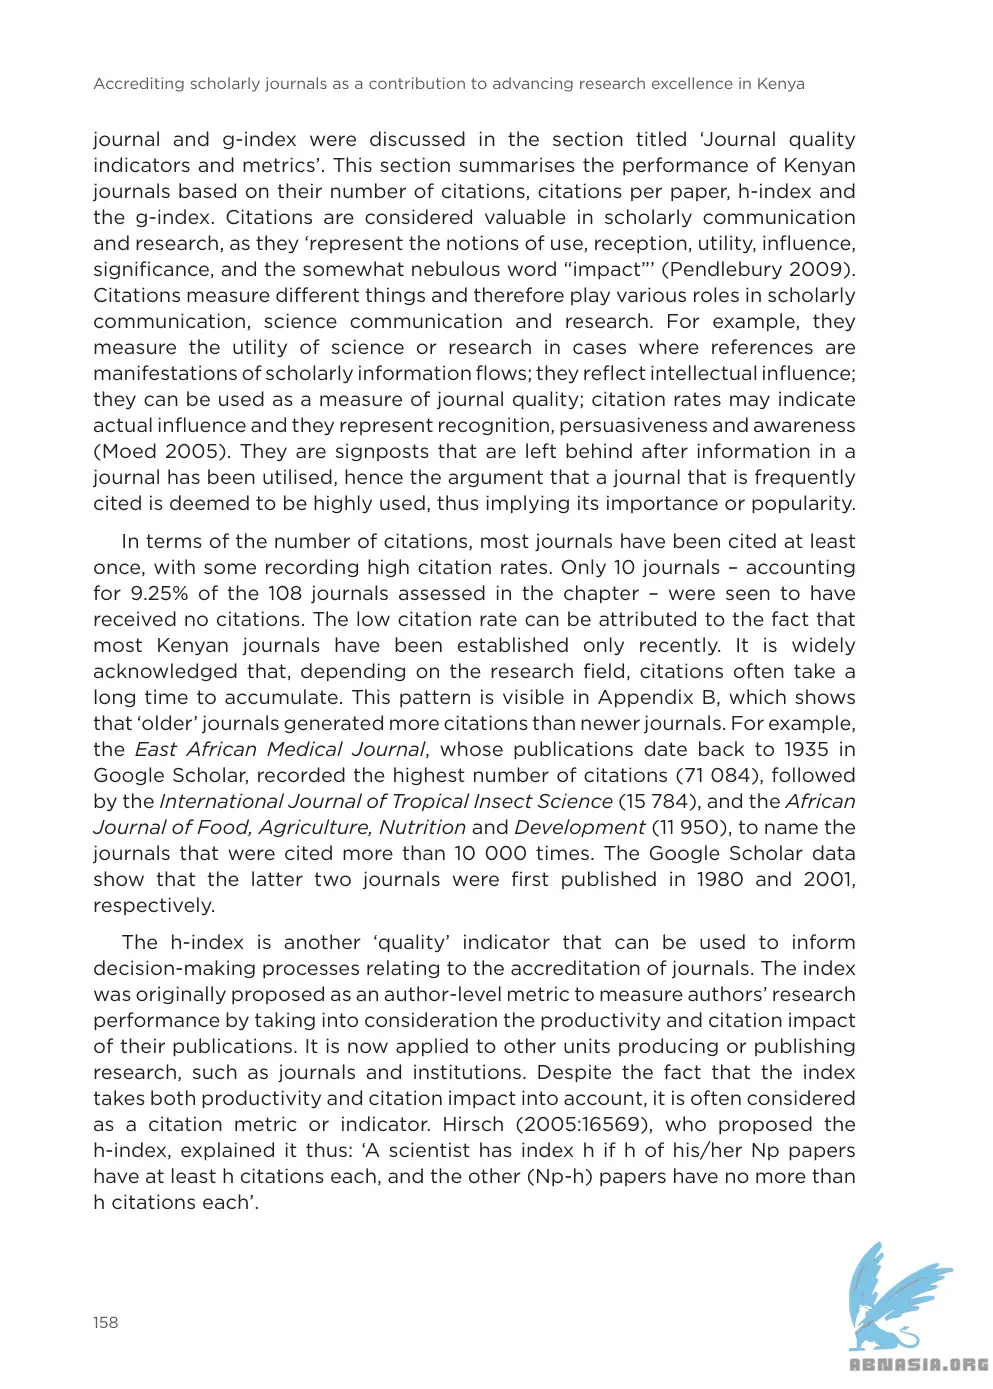 Accrediting scholarly journals as a contribution to advancing research excellence in Kenya
journal and g-index were discussed in the section titled ‘Journal quality
indicators and metrics’. This section summarises the performance of Kenyan
journals based on their number of citations, citations per paper, h-index and
the g-index. Citations are considered valuable in scholarly communication
and research, as they ‘represent the notions of use, reception, utility, influence,
significance, and the somewhat nebulous word “impact”’ (Pendlebury 2009).
Citations measure different things and therefore play various roles in scholarly
communication, science communication and research. For example, they
measure the utility of science or research in cases where references are
manifestations of scholarly information flows; they reflect intellectual influence;
they can be used as a measure of journal quality; citation rates may indicate
actual influence and they represent recognition, persuasiveness and awareness
(Moed 2005). They are signposts that are left behind after information in a
journal has been utilised, hence the argument that a journal that is frequently
cited is deemed to be highly used, thus implying its importance or popularity.
In terms of the number of citations, most journals have been cited at least
once, with some recording high citation rates. Only 10 journals – accounting
for 9.25% of the 108 journals assessed in the chapter – were seen to have
received no citations. The low citation rate can be attributed to the fact that
most Kenyan journals have been established only recently. It is widely
acknowledged that, depending on the research field, citations often take a
long time to accumulate. This pattern is visible in Appendix B, which shows
that ‘older’ journals generated more citations than newer journals. For example,
the East African Medical Journal, whose publications date back to 1935 in
Google Scholar, recorded the highest number of citations (71 084), followed
by the International Journal of Tropical Insect Science (15 784), and the African
Journal of Food, Agriculture, Nutrition and Development (11 950), to name the
journals that were cited more than 10 000 times. The Google Scholar data
show that the latter two journals were first published in 1980 and 2001,
respectively.
The h-index is another ‘quality’ indicator that can be used to inform
decision-making processes relating to the accreditation of journals. The index
was originally proposed as an author-level metric to measure authors’ research
performance by taking into consideration the productivity and citation impact
of their publications. It is now applied to other units producing or publishing
research, such as journals and institutions. Despite the fact that the index
takes both productivity and citation impact into account, it is often considered
as a citation metric or indicator. Hirsch (2005:16569), who proposed the
h-index, explained it thus: ‘A scientist has index h if h of his/her Np papers
have at least h citations each, and the other (Np-h) papers have no more than
h citations each’.
158
ABNASIA.ORG